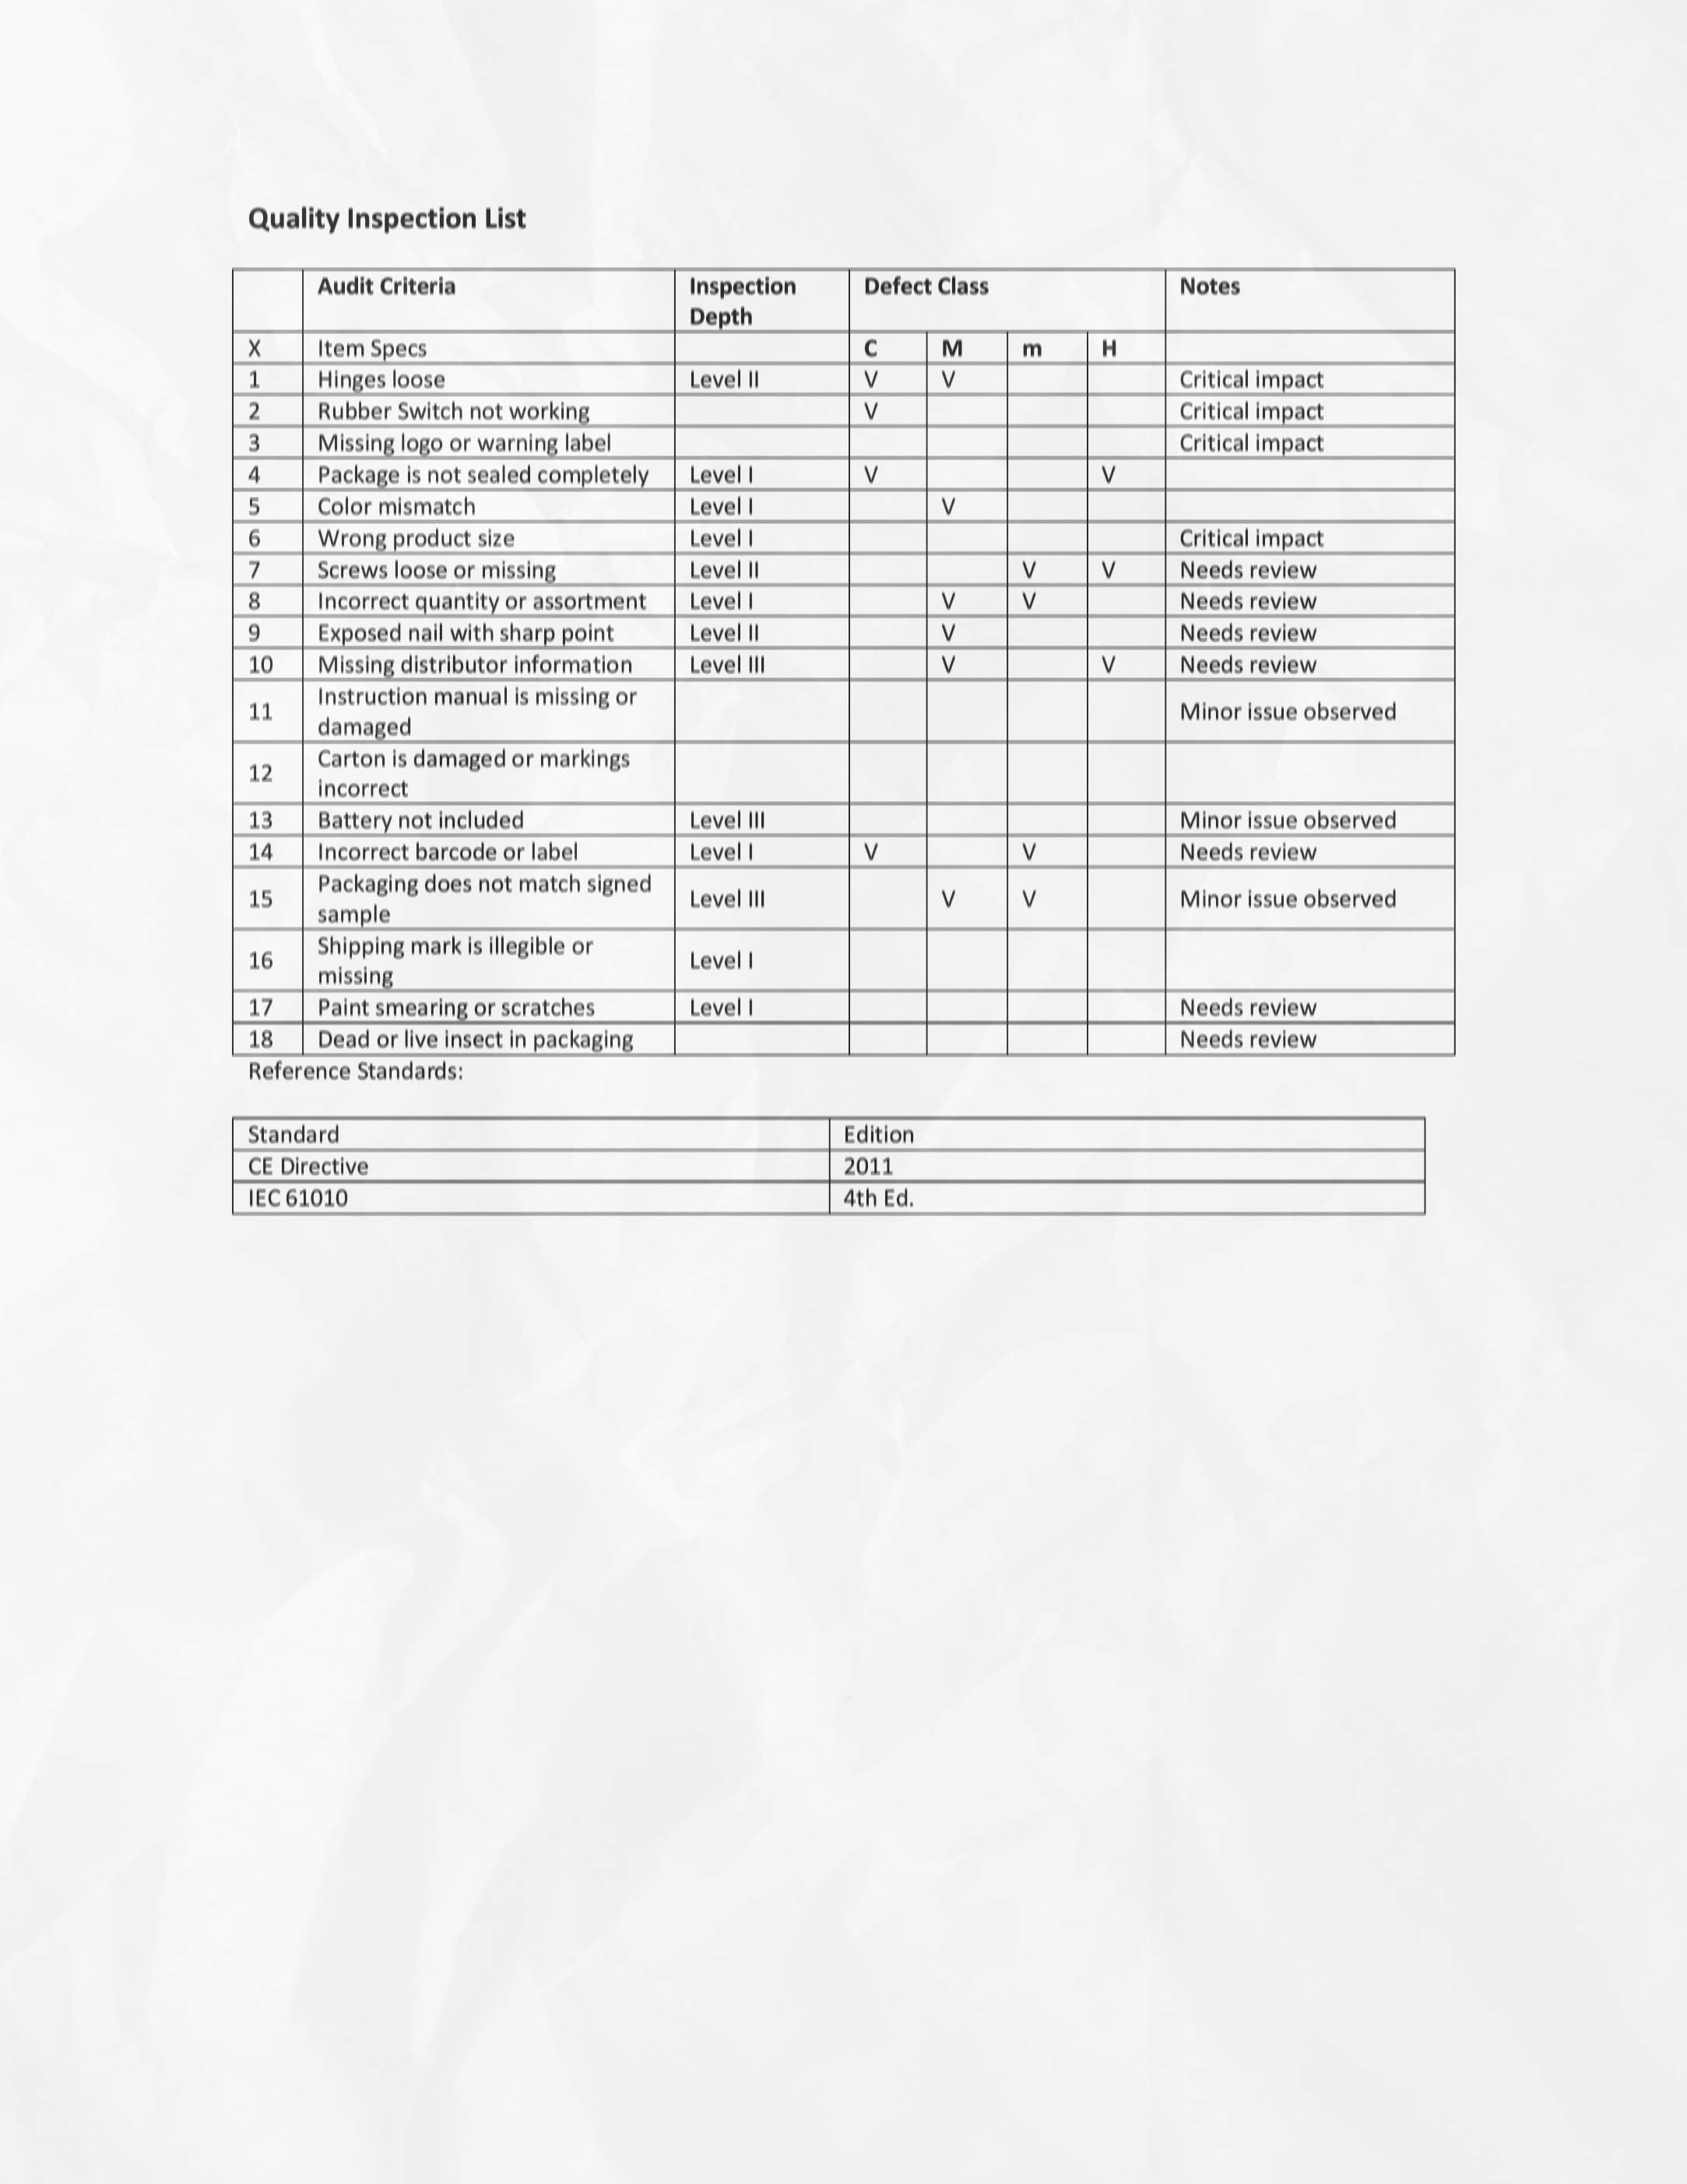 Quality Inspection List
Audit Criteria Inspection Depth Defect Class Notes
X Item Specs C M m H
1 Hinges loose Level II V V Critical impact
2 Rubber Switch not working V Critical impact
3 Missing logo or warning label Critical impact
4 Package is not sealed completely Level I V V
5 Color mismatch Level I V
6 Wrong product size Level I Critical impact
7 Screws loose or missing Level II V V Needs review
8 Incorrect quantity or assortment Level I V V Needs review
9 Exposed nail with sharp point Level II V Needs review
10 Missing distributor information Level III V V Needs review
11 Instruction manual is missing or damaged Minor issue observed
12 Carton is damaged or markings incorrect
13 Battery not included Level III Minor issue observed
14 Incorrect barcode or label Level I V V Needs review
15 Packaging does not match signed sample Level III V V Minor issue observed
16 Shipping mark is illegible or missing Level I
17 Paint smearing or scratches Level I Needs review
18 Dead or live insect in packaging Needs review
Reference Standards:
Standard Edition
CE Directive 2011
IEC 61010 4th Ed.